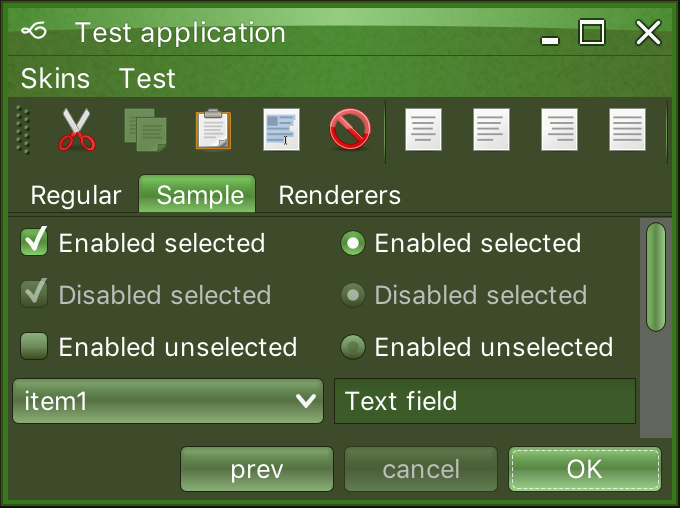 Test application
Skins Test
Regular Sample Renderers
Enabled selected Enabled selected
Disabled selected Disabled selected
Enabled unselected Enabled unselected
item1 Text field
prev cancel OK